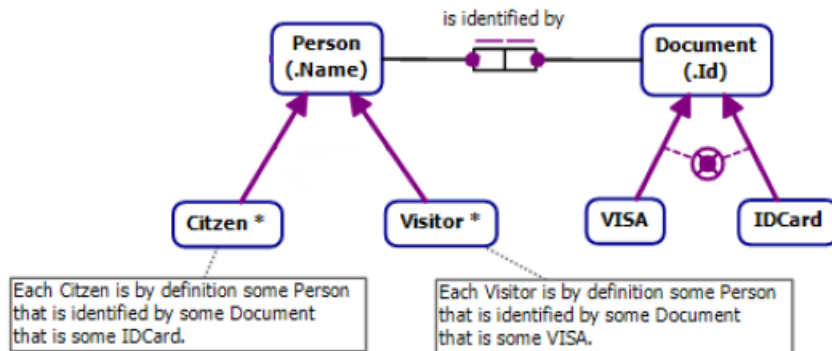 is identified by
Person
(.Name)
Document
(.Id)
Citzen *
Visitor *
VISA
IDCard
Each Citzen is by definition some Person
that is identified by some Document
that is some IDCard.
Each Visitor is by definition some Person
that is identified by some Document
that is some VISA.